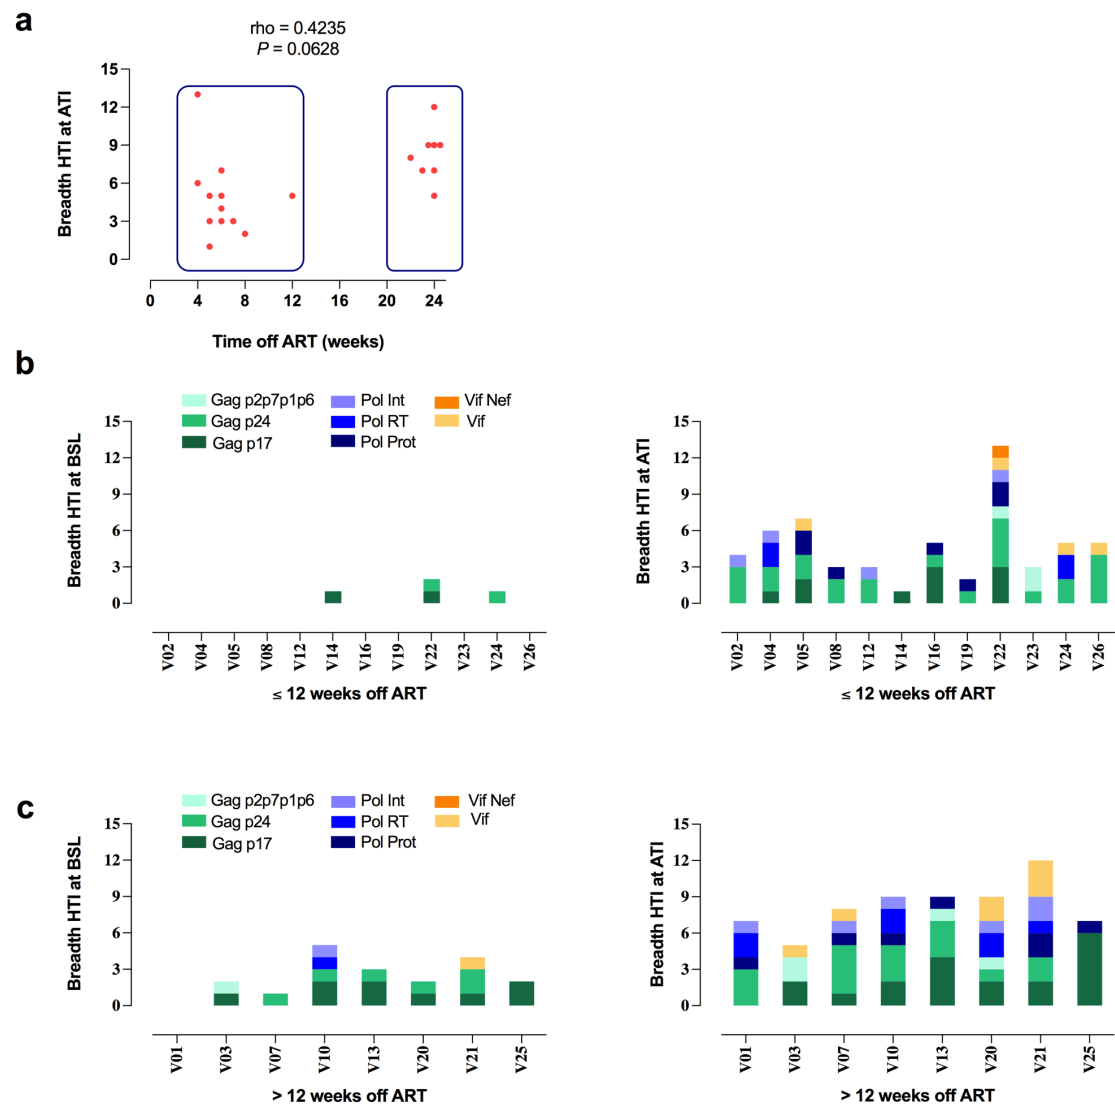 a
rho = 0.4235
P = 0.0628
Breadth HTI at ATI
15
12
9
6
3
0
0 4 8 12 16 20 24
Time off ART (weeks)
b
Gag p2p7p1p6 Pol Int Vif Nef
Gag p24 Pol RT Vif
Gag p17 Pol Prot
Breadth HTI at BSL
15
12
9
6
3
0
V02 V04 V05 V08 V12 V14 V16 V19 V22 V23 V24 V26
≤ 12 weeks off ART
Breadth HTI at ATI
15
12
9
6
3
0
V02 V04 V05 V08 V12 V14 V16 V19 V22 V23 V24 V26
≤ 12 weeks off ART
c
Gag p2p7p1p6 Pol Int Vif Nef
Gag p24 Pol RT Vif
Gag p17 Pol Prot
Breadth HTI at BSL
15
12
9
6
3
0
V01 V03 V07 V10 V13 V20 V21 V25
> 12 weeks off ART
Breadth HTI at ATI
15
12
9
6
3
0
V01 V03 V07 V10 V13 V20 V21 V25
> 12 weeks off ART